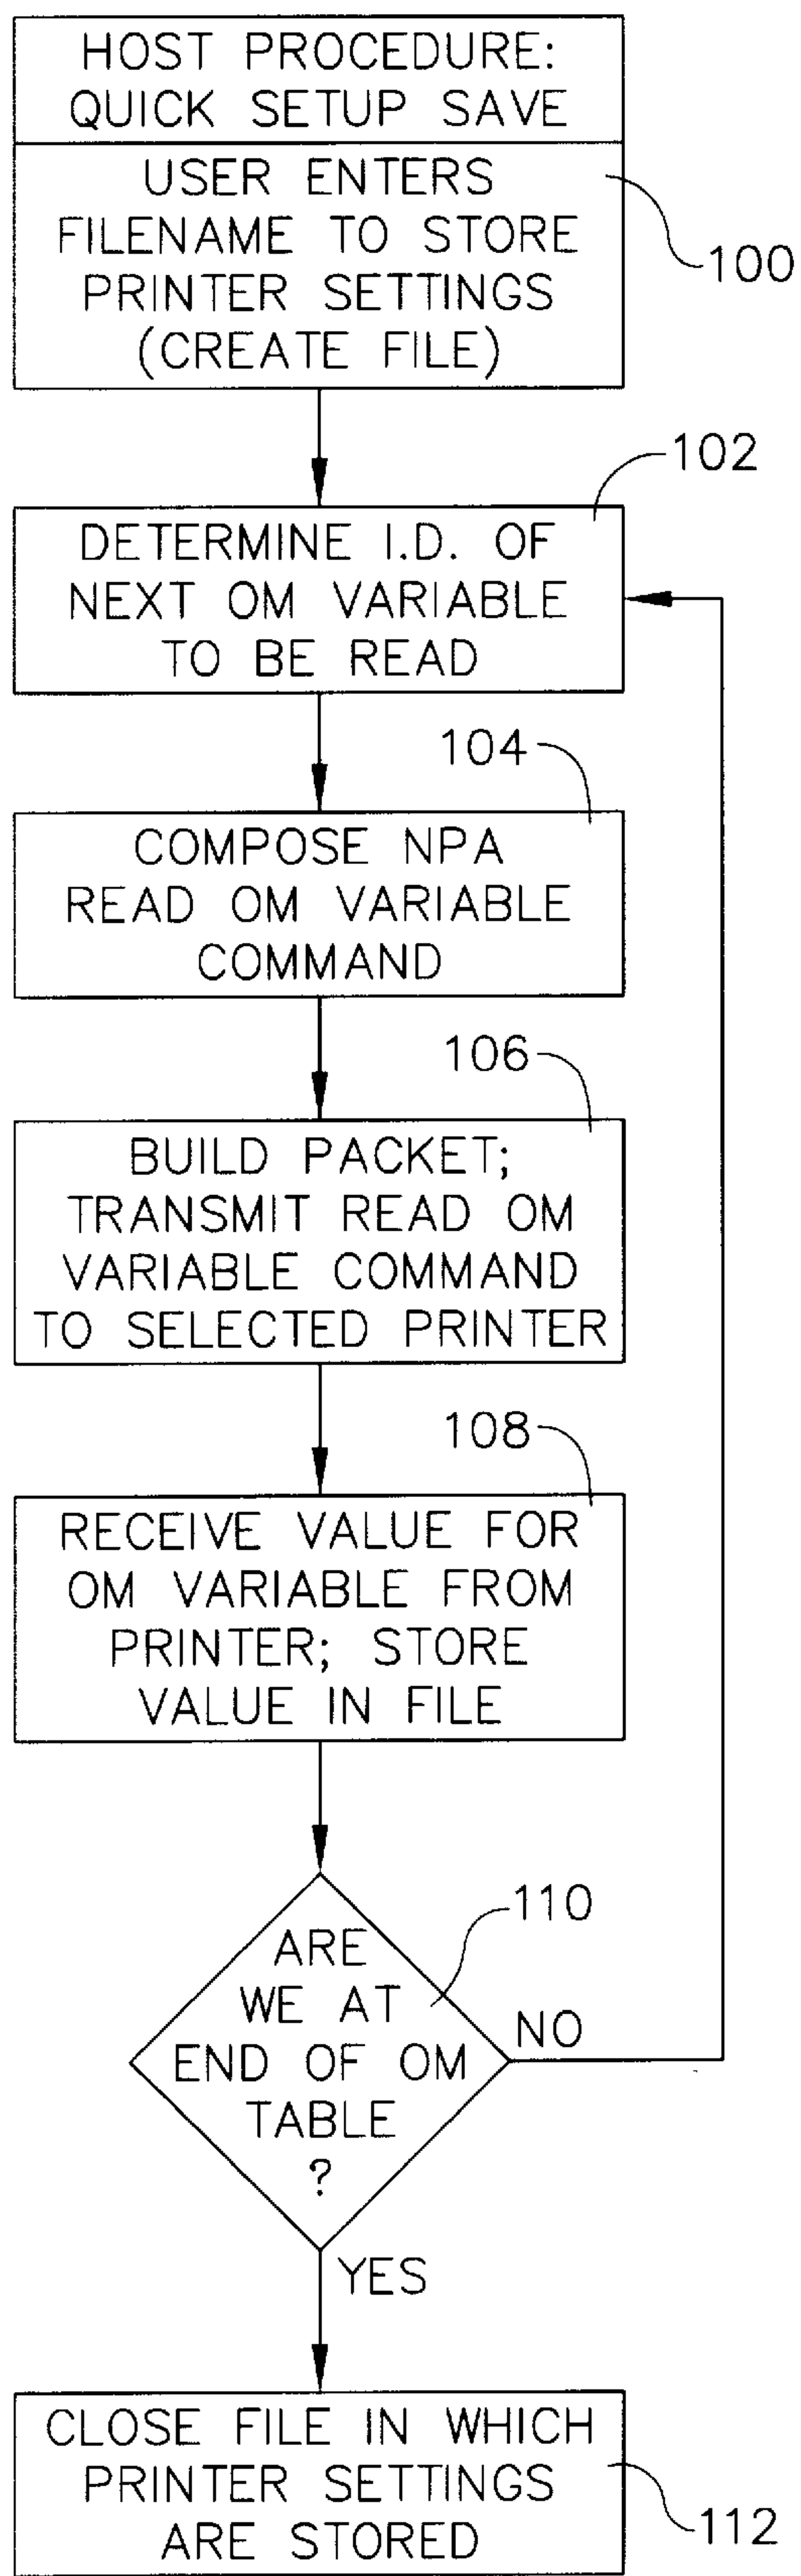 HOST PROCEDURE:
QUICK SETUP SAVE
USER ENTERS
FILENAME TO STORE
PRINTER SETTINGS
(CREATE FILE)
100
102
DETERMINE I.D. OF
NEXT OM VARIABLE
TO BE READ
104
COMPOSE NPA
READ OM VARIABLE
COMMAND
106
BUILD PACKET;
TRANSMIT READ OM
VARIABLE COMMAND
TO SELECTED PRINTER
108
RECEIVE VALUE FOR
OM VARIABLE FROM
PRINTER; STORE
VALUE IN FILE
110
ARE
WE AT
END OF OM
TABLE
?
NO
YES
CLOSE FILE IN WHICH
PRINTER SETTINGS
ARE STORED
112